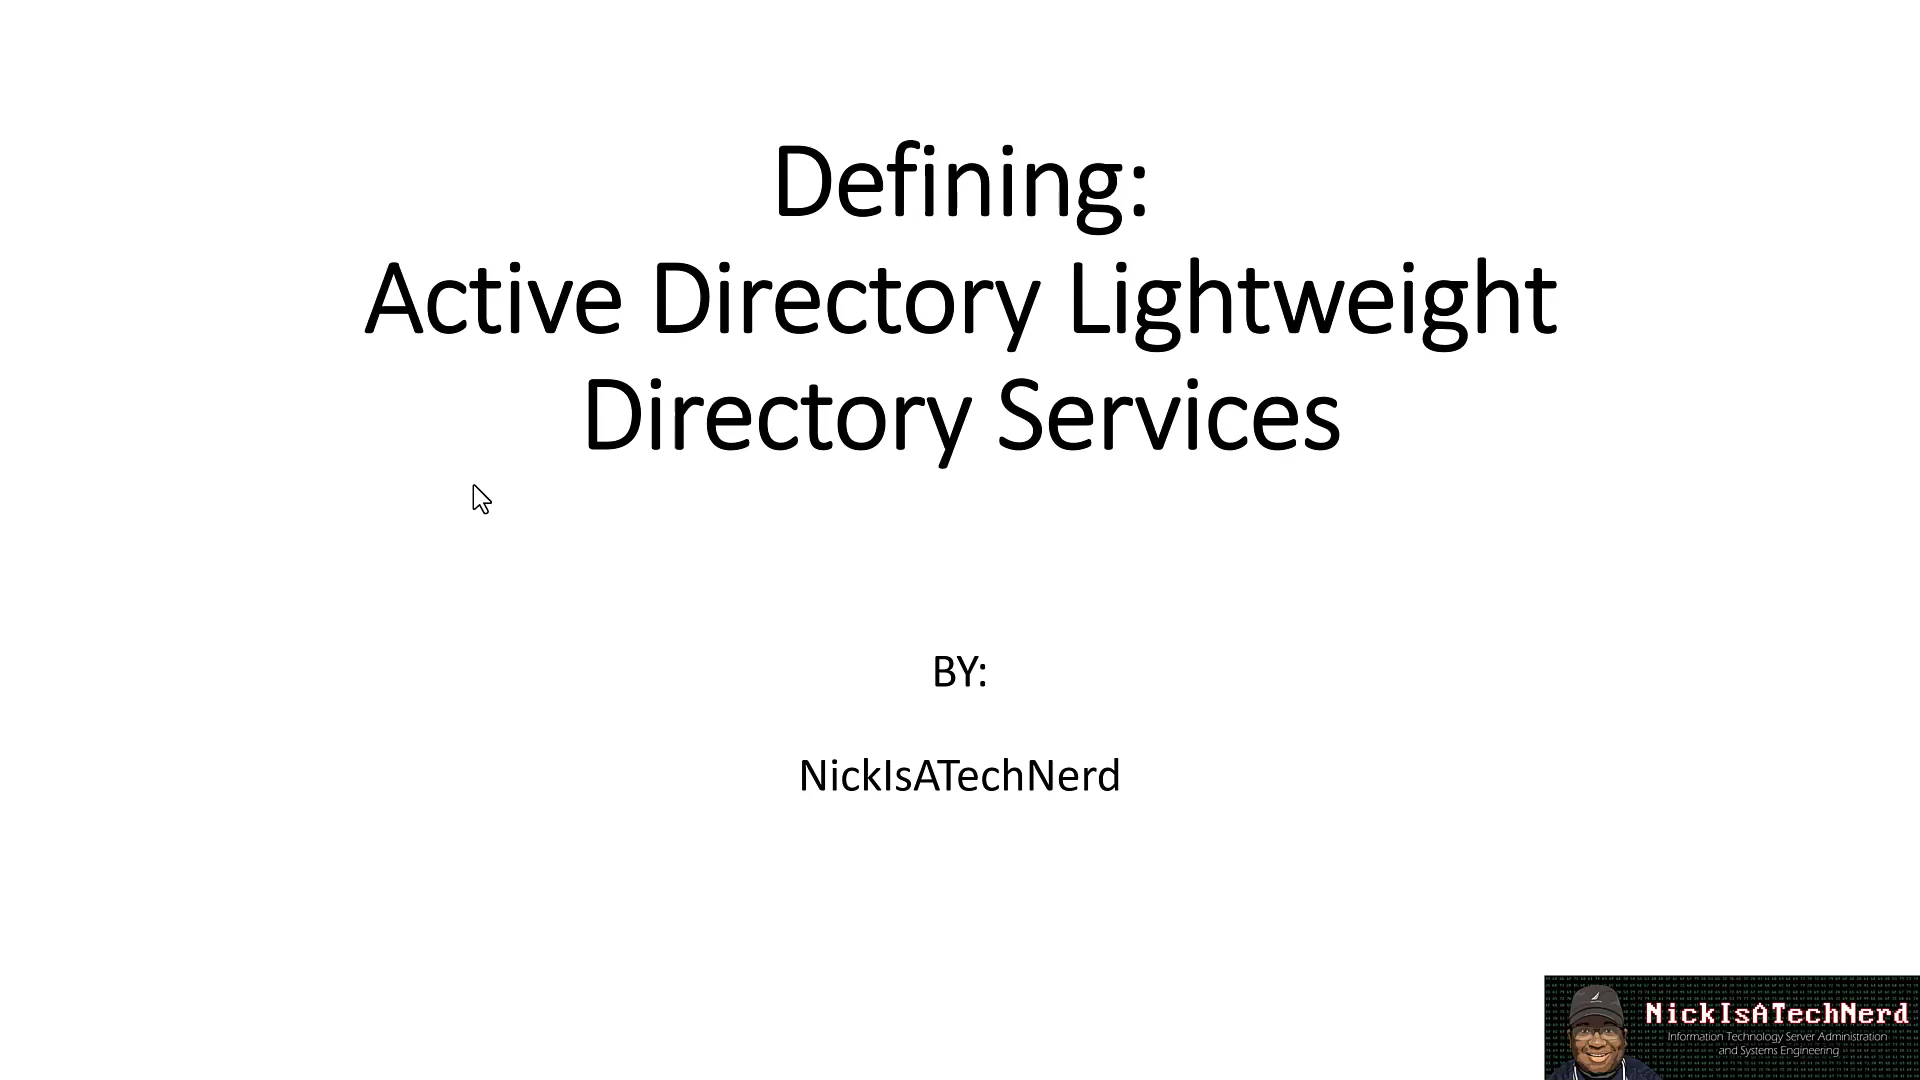 Defining:
Active Directory Lightweight
Directory Services
BY:
NickIsATechNerd
NickIsATechNerd
Information Technology Server Administration
and Systems Engineering